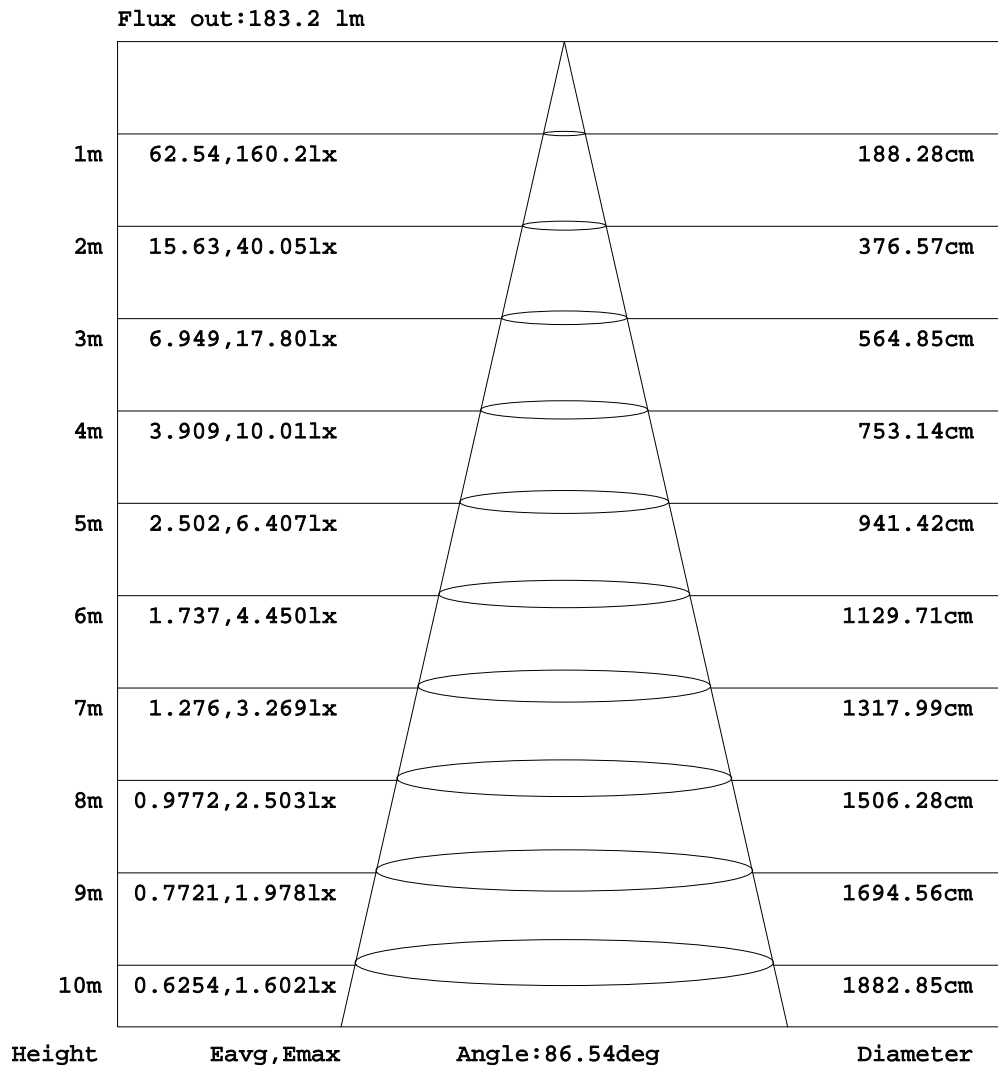 Flux out:183.2 lm
1m 62.54,160.2lx 188.28cm
2m 15.63,40.05lx 376.57cm
3m 6.949,17.80lx 564.85cm
4m 3.909,10.01lx 753.14cm
5m 2.502,6.407lx 941.42cm
6m 1.737,4.450lx 1129.71cm
7m 1.276,3.269lx 1317.99cm
8m 0.9772,2.503lx 1506.28cm
9m 0.7721,1.978lx 1694.56cm
10m 0.6254,1.602lx 1882.85cm
Height Eavg,Emax Angle:86.54deg Diameter